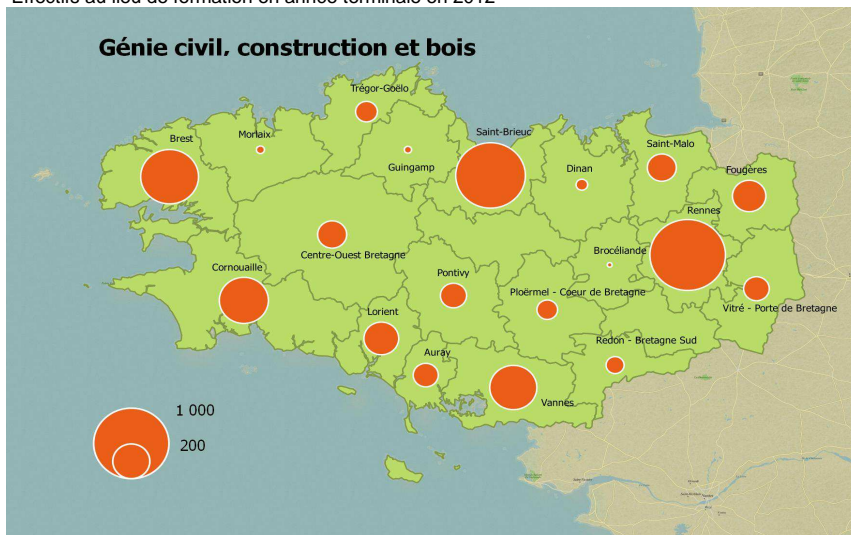 Effectifs au lieu de formation en année terminale en 2012
Génie civil, construction et bois
Trégor-Goëlo
Brest
Morlaix
Saint-Brieuc
Saint-Malo
Guingamp
Dinan
Fougères
Rennes
Centre-Ouest Bretagne
Brocéliande
Cornouaille
Pontivy
Ploërmel - Coeur de Bretagne
Vitré - Porte de Bretagne
Lorient
Redon - Bretagne Sud
Auray
Vannes
1 000
200